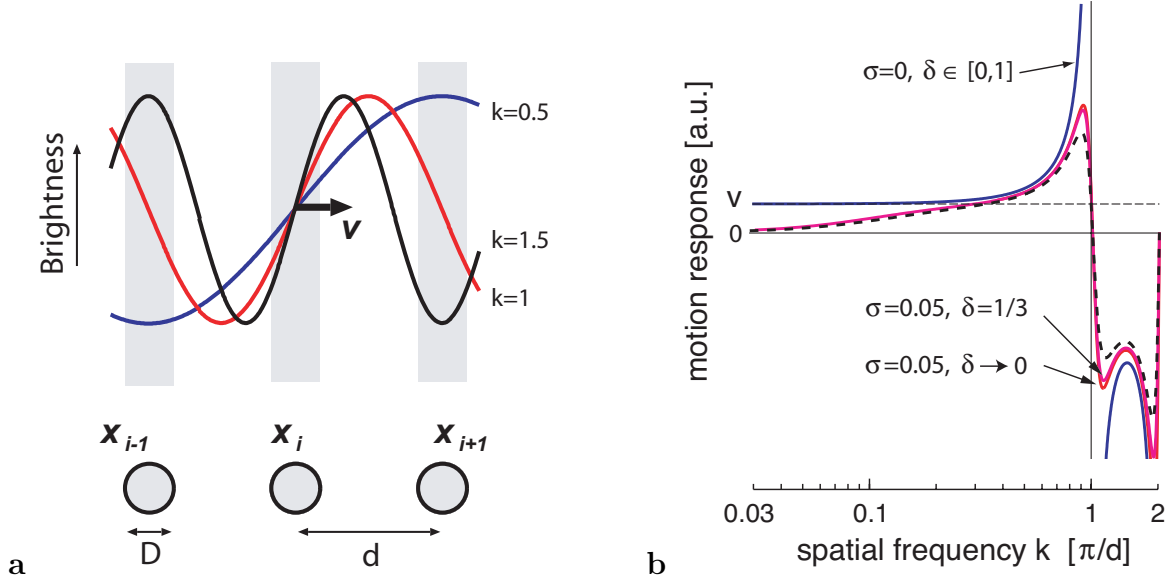 Brightness
k=0.5
k=1.5
k=1
v
x i-1
x i
x i+1
D
d
a
motion response [a.u.]
σ=0, δ ∈ [0,1]
V
0
σ=0.05, δ=1/3
σ=0.05, δ → 0
0.03 0.1 1 2
spatial frequency k [π/d]
b